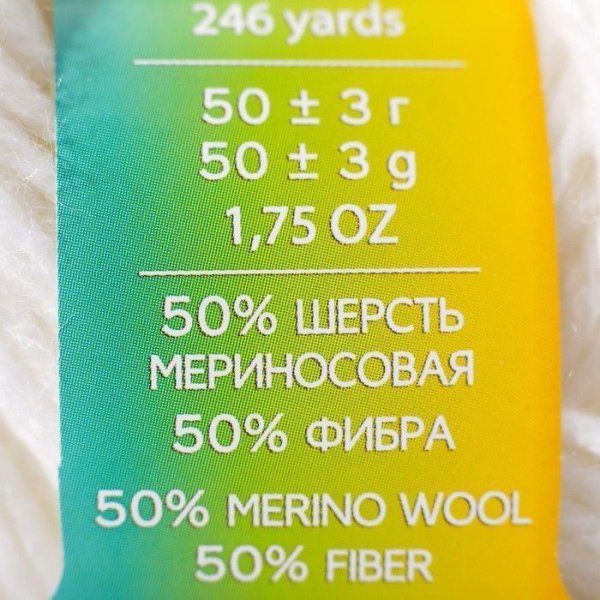 246 yards
50 ± 3 г
50 ± 3 g
1,75 OZ
50% ШЕРСТЬ
МЕРИНОСОВАЯ
50% ФИБРА
50% MERINO WOOL
50% FIBER